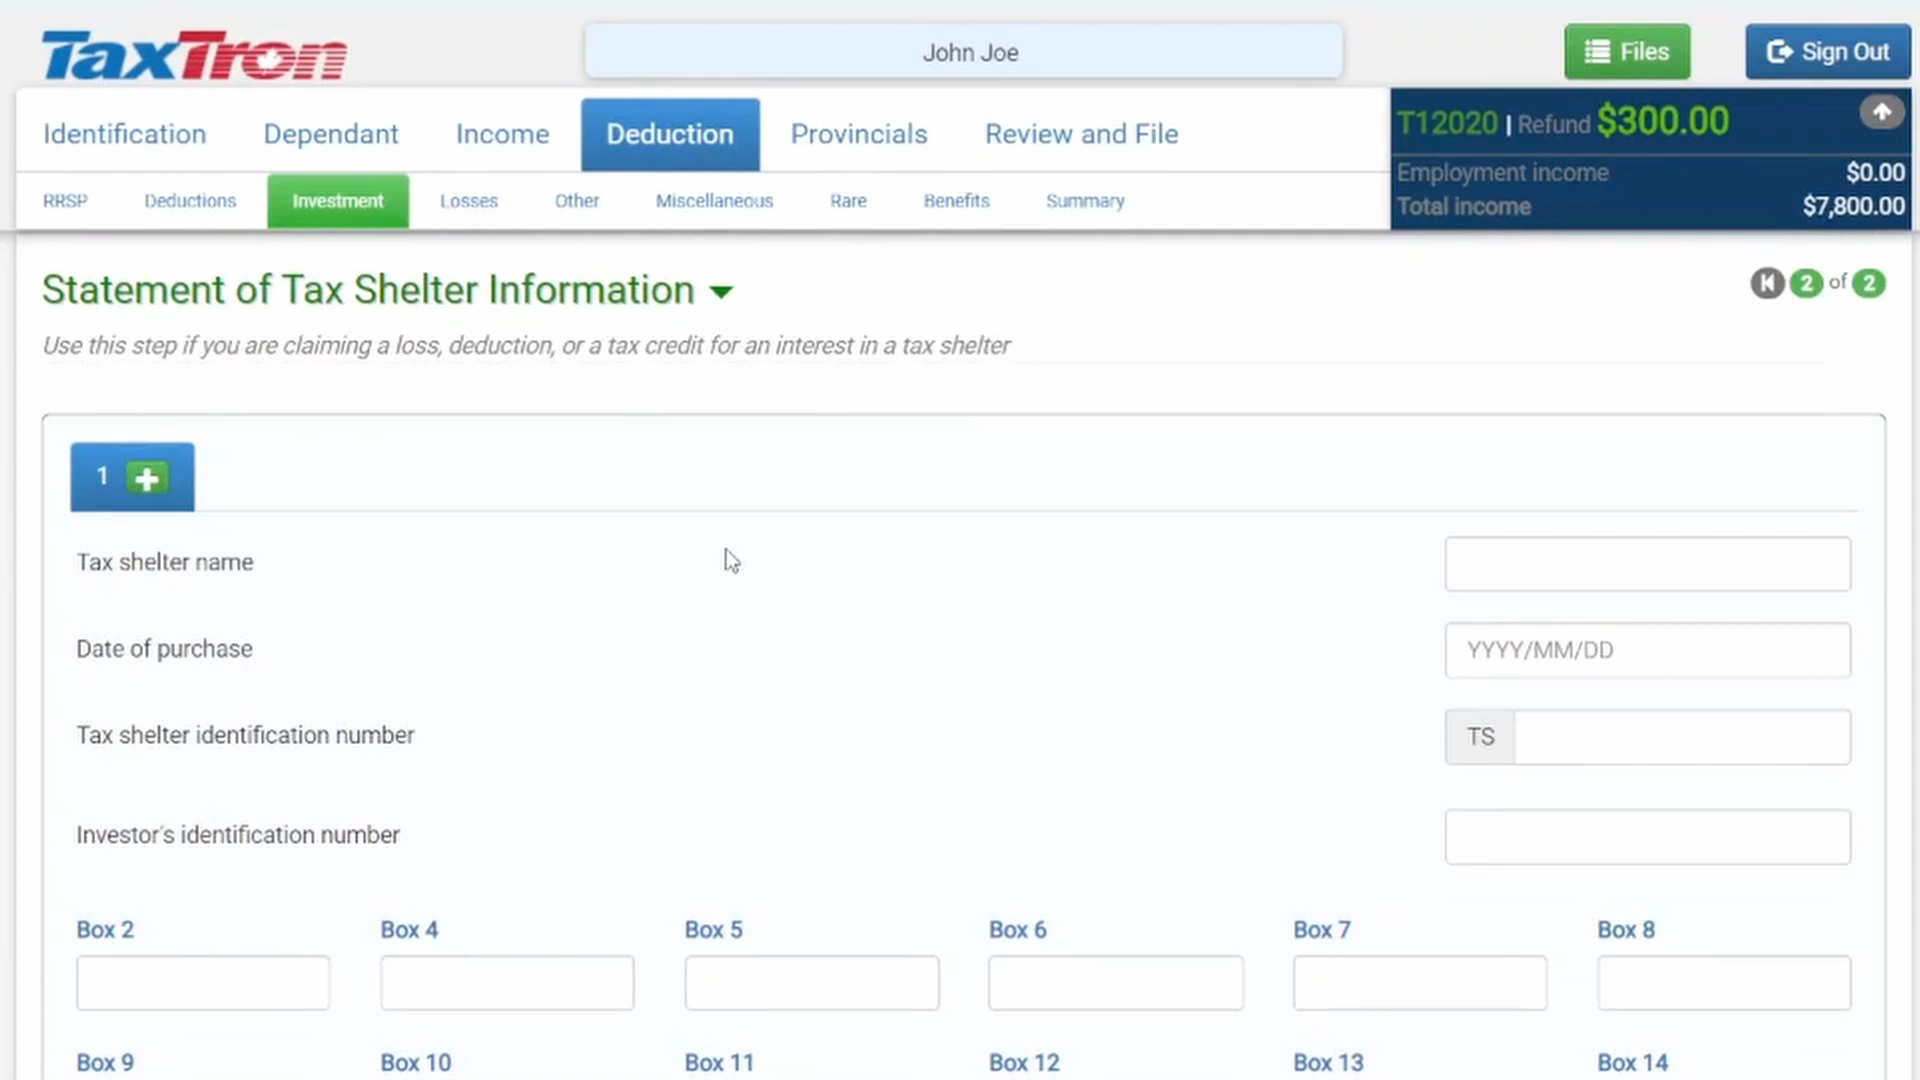 TaxTron
John Joe
Files
Sign Out
Identification
Dependant
Income
Deduction
Provincials
Review and File
T12020 | Refund $300.00
Employment income $0.00
Total income $7,800.00
RRSP
Deductions
Investment
Losses
Other
Miscellaneous
Rare
Benefits
Summary
Statement of Tax Shelter Information
2 of 2
Use this step if you are claiming a loss, deduction, or a tax credit for an interest in a tax shelter
1
Tax shelter name
Date of purchase
YYYY/MM/DD
Tax shelter identification number
TS
Investor's identification number
Box 2
Box 4
Box 5
Box 6
Box 7
Box 8
Box 9
Box 10
Box 11
Box 12
Box 13
Box 14